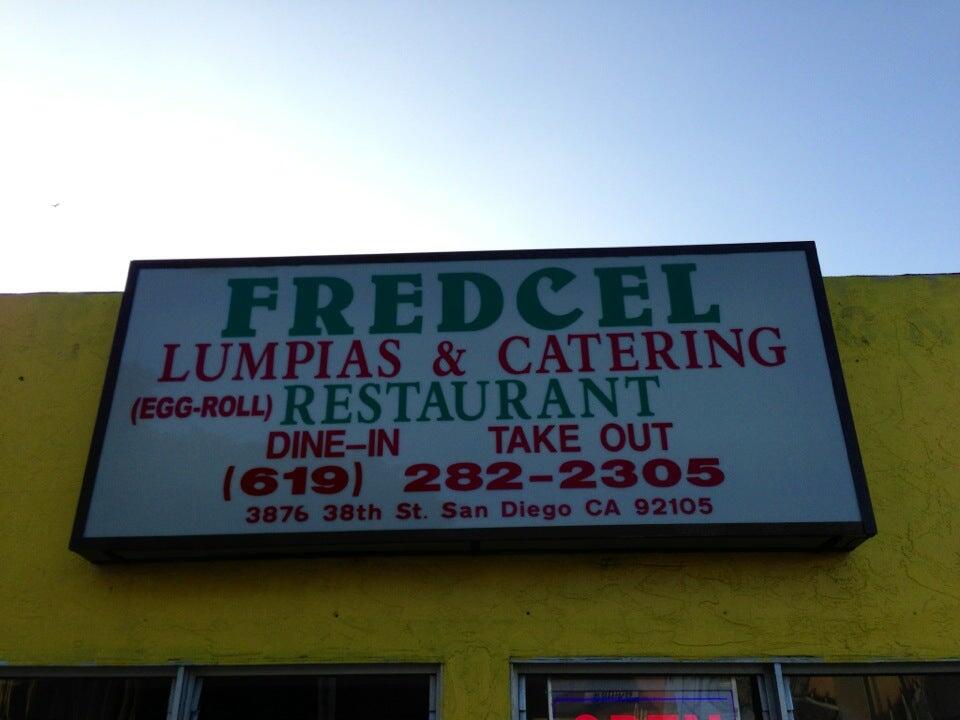 FREDCEL
LUMPIAS & CATERING
(EGG-ROLL) RESTAURANT
DINE-IN TAKE OUT
(619) 282-2305
3876 38th St. San Diego CA 92105
OPEN